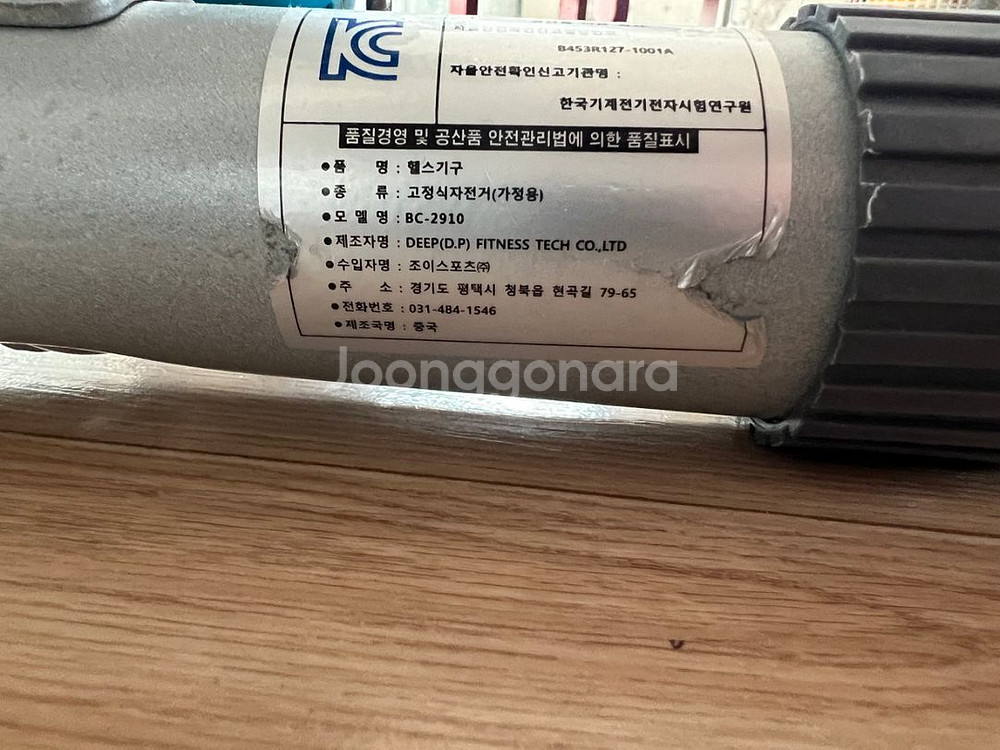 KC
B453R127-1001A
자율안전확인신고기관명 :
한국기계전기전자시험연구원
품질경영 및 공산품 안전관리법에 의한 품질표시
●품 명 : 헬스기구
●종 류 : 고정식자전거(가정용)
●모 델 명 : BC-2910
●제조자명 : DEEP(D.P) FITNESS TECH CO.,LTD
●수입자명 : 조이스포츠㈜
●주 소 : 경기도 평택시 청북읍 현곡길 79-65
●전화번호 : 031-484-1546
●제조국명 : 중국
Joonggonara